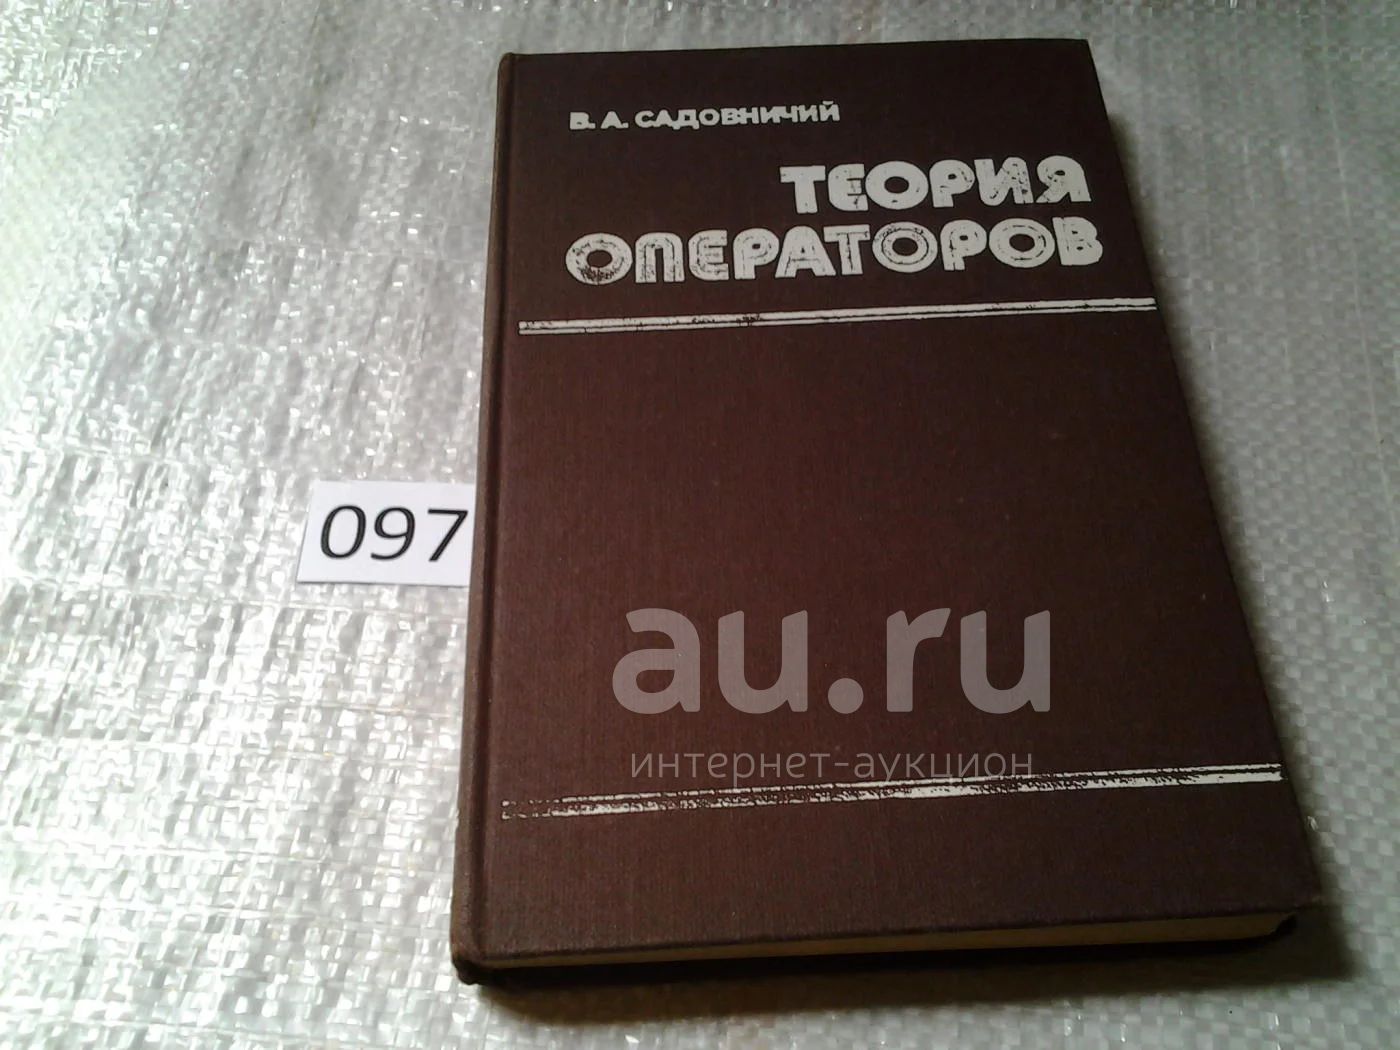 В. А. САДОВНИЧИЙ
ТЕОРИЯ
ОПЕРАТОРОВ
097
au.ru
интернет-аукцион